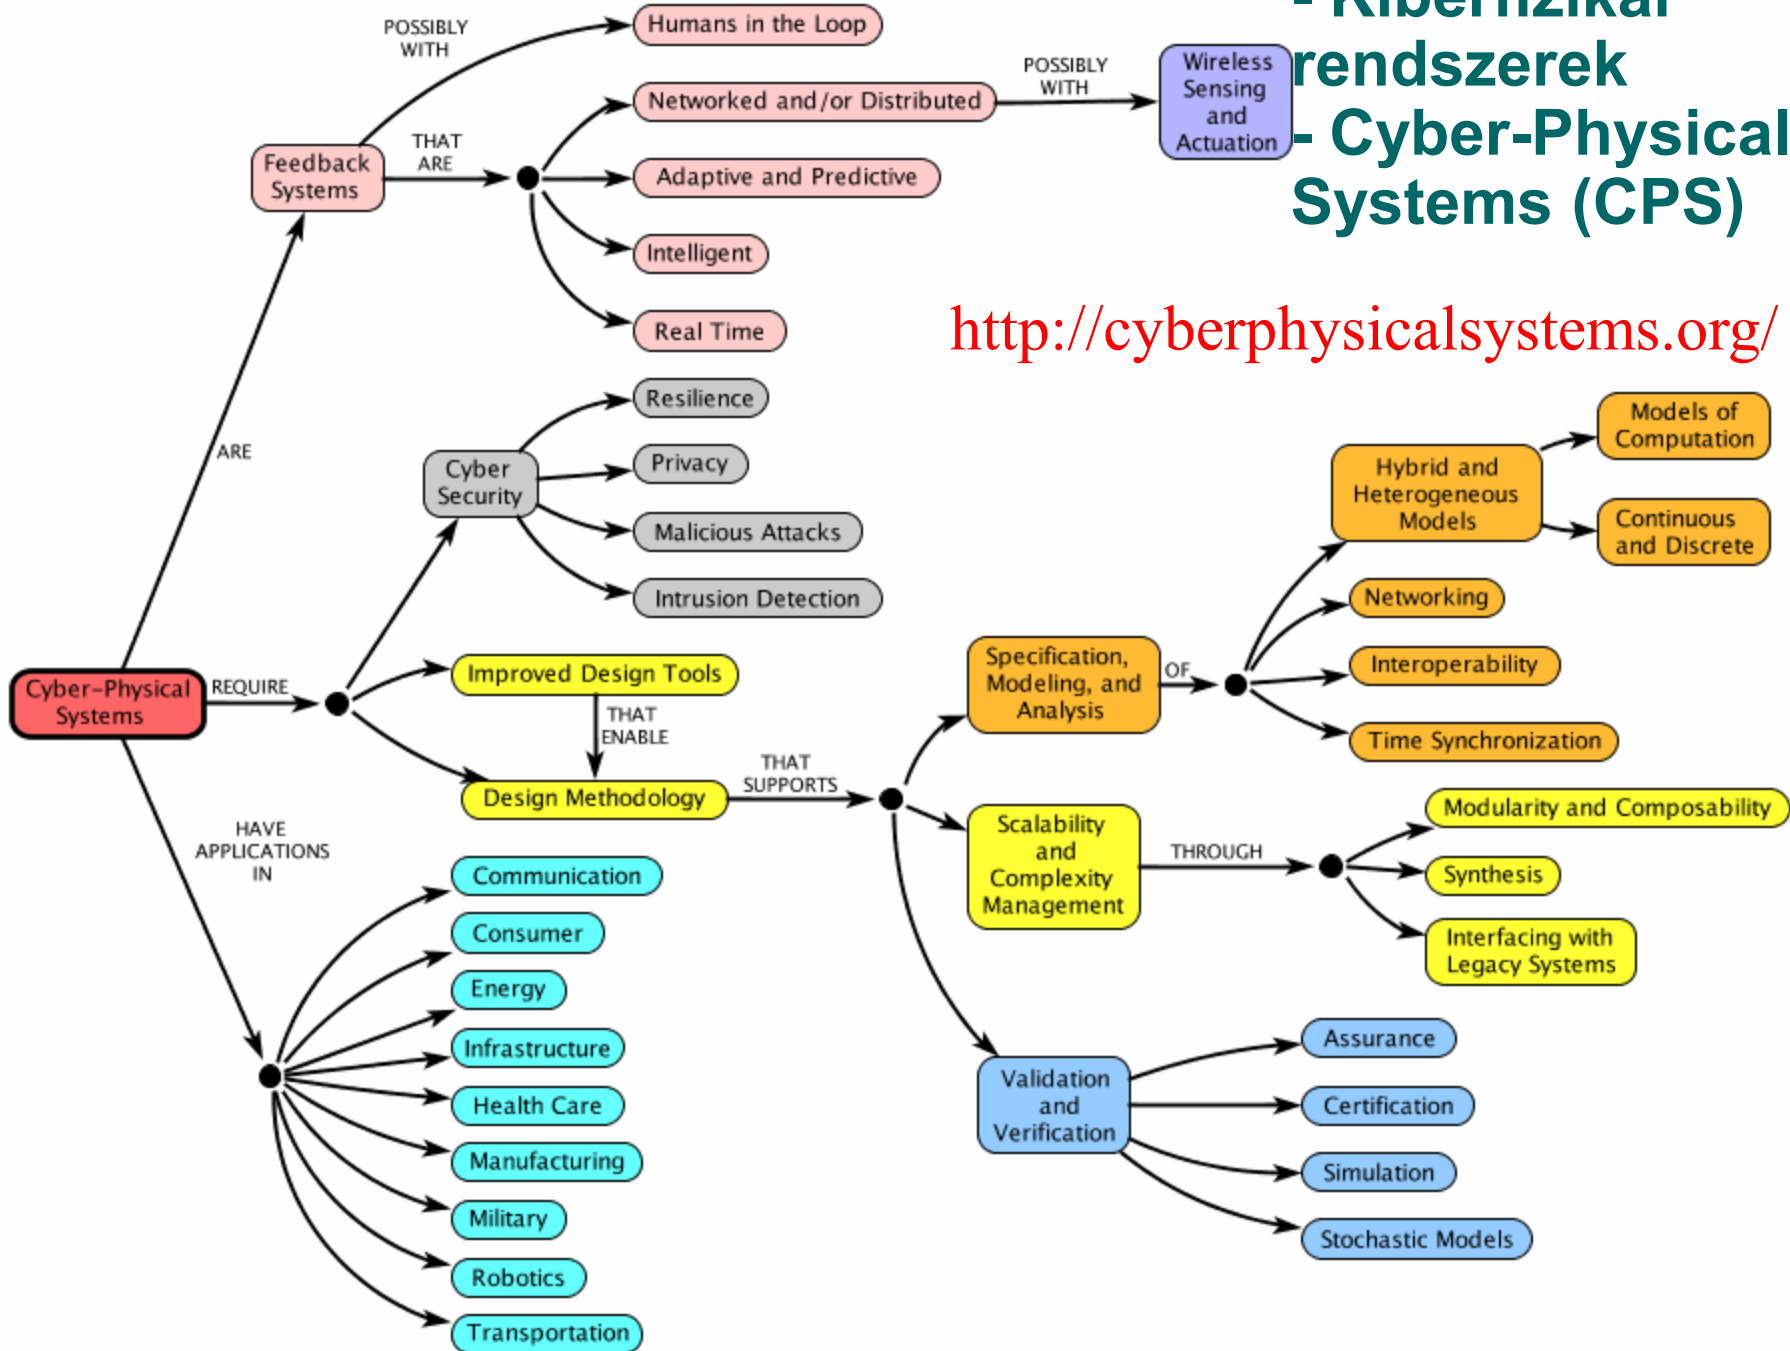 - Kiberfizikai
rendszerek
- Cyber-Physical
Systems (CPS)
http://cyberphysicalsystems.org/
POSSIBLY
WITH
Humans in the Loop
Networked and/or Distributed
POSSIBLY
WITH
Wireless
Sensing
and
Actuation
Feedback
Systems
THAT
ARE
Adaptive and Predictive
Intelligent
Real Time
ARE
Cyber
Security
Resilience
Privacy
Malicious Attacks
Intrusion Detection
Cyber-Physical
Systems
REQUIRE
Improved Design Tools
THAT
ENABLE
Design Methodology
THAT
SUPPORTS
Specification,
Modeling, and
Analysis
OF
Hybrid and
Heterogeneous
Models
Models of
Computation
Continuous
and Discrete
Networking
Interoperability
Time Synchronization
Scalability
and
Complexity
Management
THROUGH
Modularity and Composability
Synthesis
Interfacing with
Legacy Systems
Validation
and
Verification
Assurance
Certification
Simulation
Stochastic Models
HAVE
APPLICATIONS
IN
Communication
Consumer
Energy
Infrastructure
Health Care
Manufacturing
Military
Robotics
Transportation